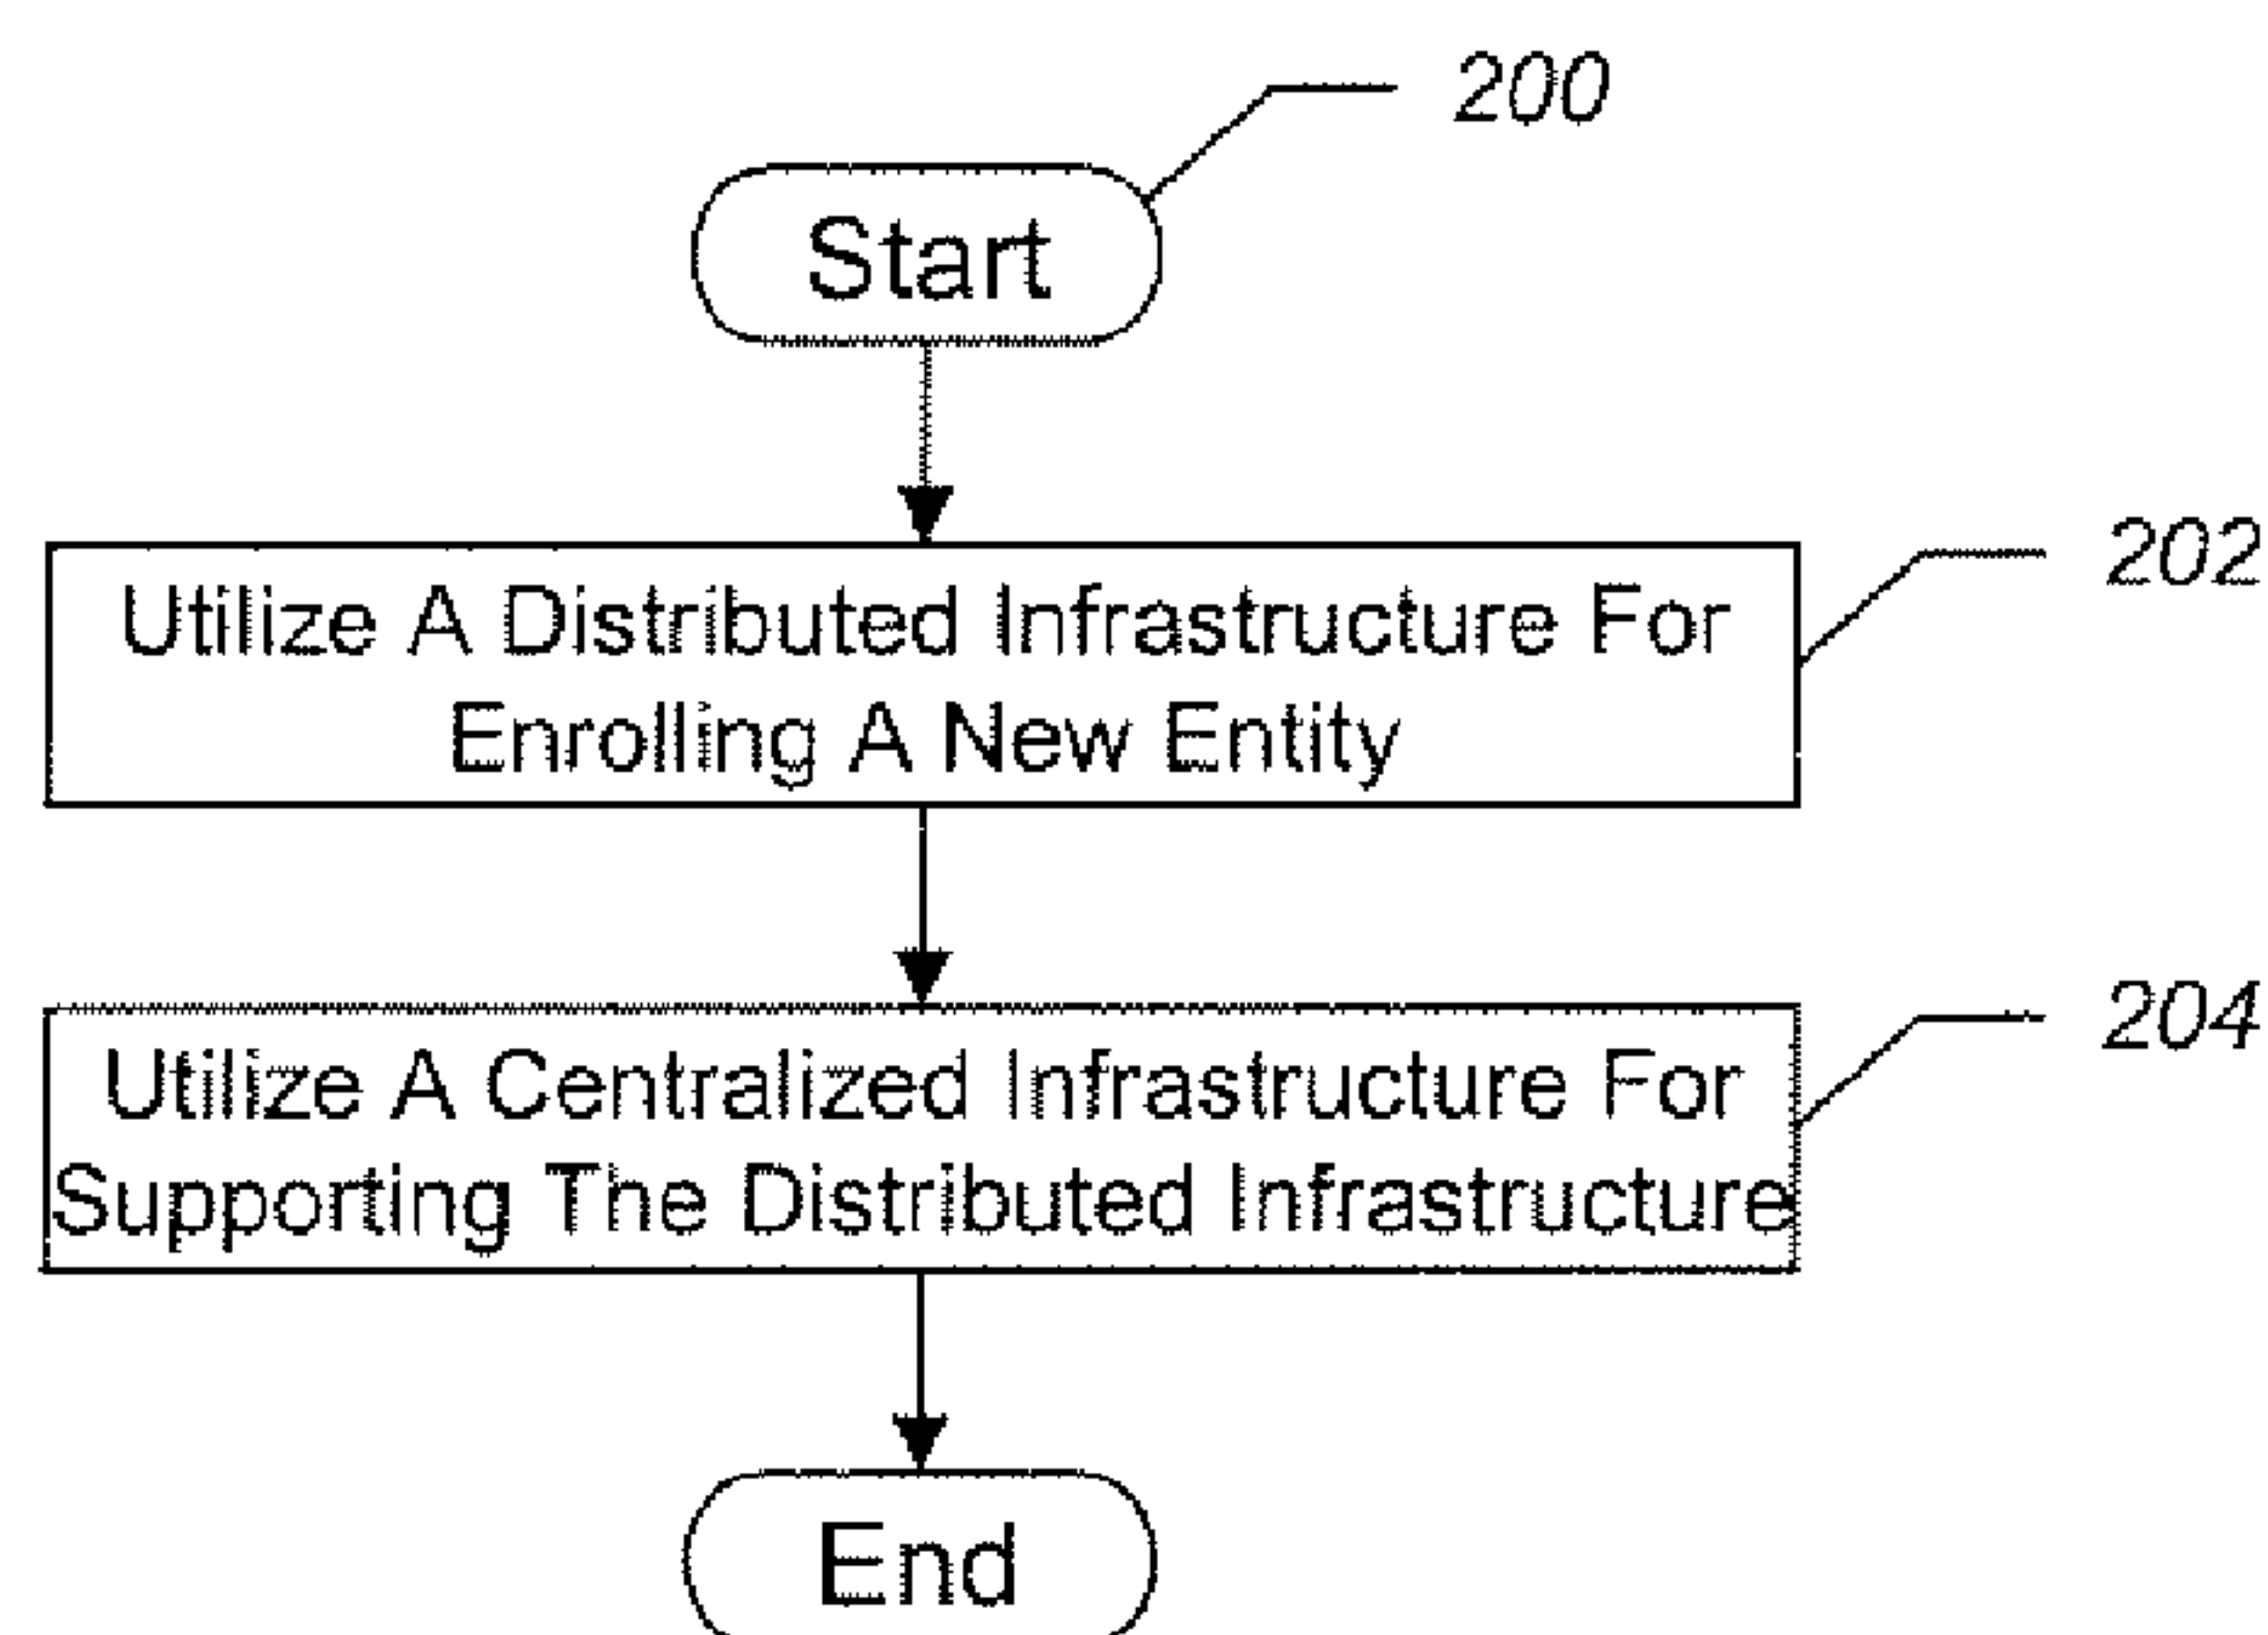 200
Start
202
Utilize A Distributed Infrastructure For
Enrolling A New Entity
204
Utilize A Centralized Infrastructure For
Supporting The Distributed Infrastructure
End